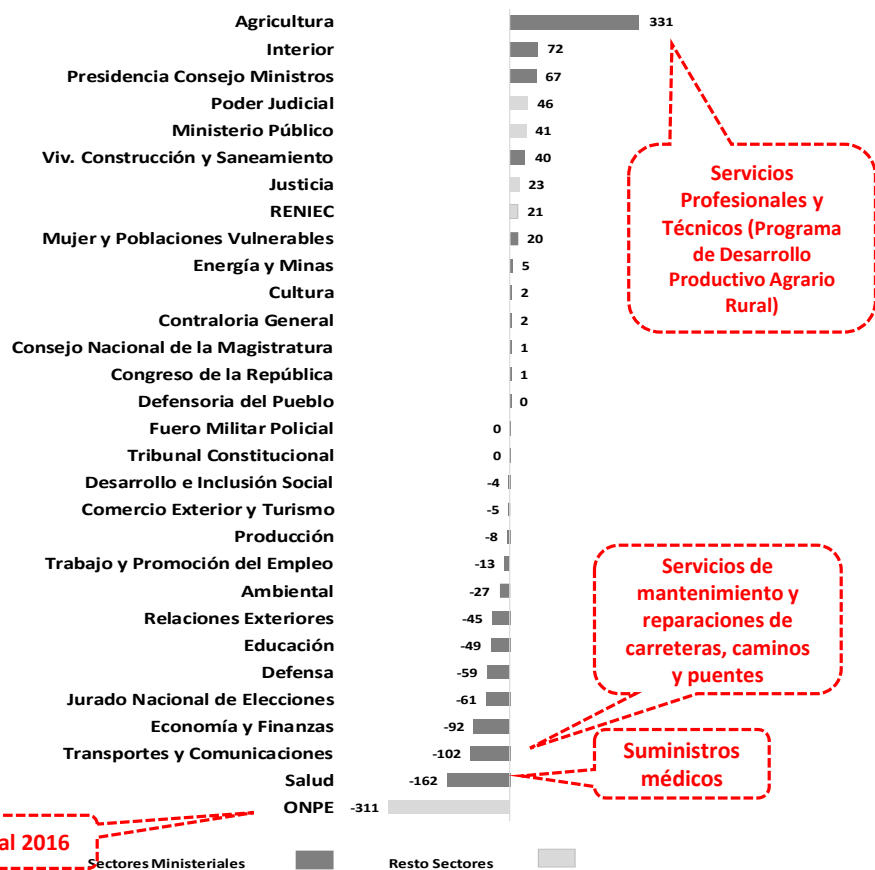 Agricultura 331
Interior 72
Presidencia Consejo Ministros 67
Poder Judicial 46
Ministerio Público 41
Viv. Construcción y Saneamiento 40
Justicia 23
RENIEC 21
Mujer y Poblaciones Vulnerables 20
Energía y Minas 5
Cultura 2
Contraloria General 2
Consejo Nacional de la Magistratura 1
Congreso de la República 1
Defensoria del Pueblo 0
Fuero Militar Policial 0
Tribunal Constitucional 0
Desarrollo e Inclusión Social -4
Comercio Exterior y Turismo -5
Producción -8
Trabajo y Promoción del Empleo -13
Ambiental -27
Relaciones Exteriores -45
Educación -49
Defensa -59
Jurado Nacional de Elecciones -61
Economía y Finanzas -92
Transportes y Comunicaciones -102
Salud -162
ONPE -311
Servicios
Profesionales y
Técnicos (Programa
de Desarrollo
Productivo Agrario
Rural)
Servicios de
mantenimiento y
reparaciones de
carreteras, caminos
y puentes
Suministros
médicos
al 2016
Sectores Ministeriales
Resto Sectores